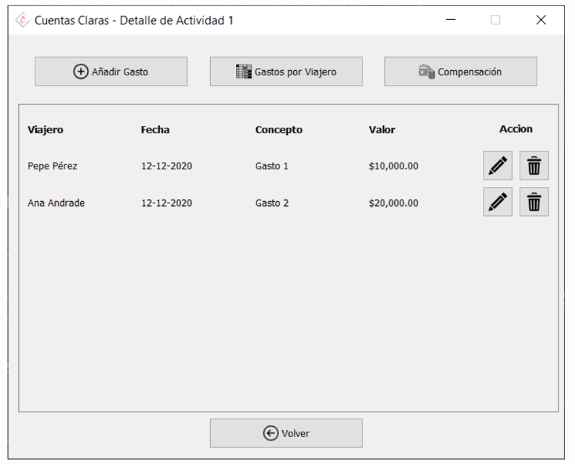 Cuentas Claras - Detalle de Actividad 1
Añadir Gasto Gastos por Viajero Compensación
Viajero Fecha Concepto Valor Accion
Pepe Pérez 12-12-2020 Gasto 1 $10,000.00
Ana Andrade 12-12-2020 Gasto 2 $20,000.00
Volver